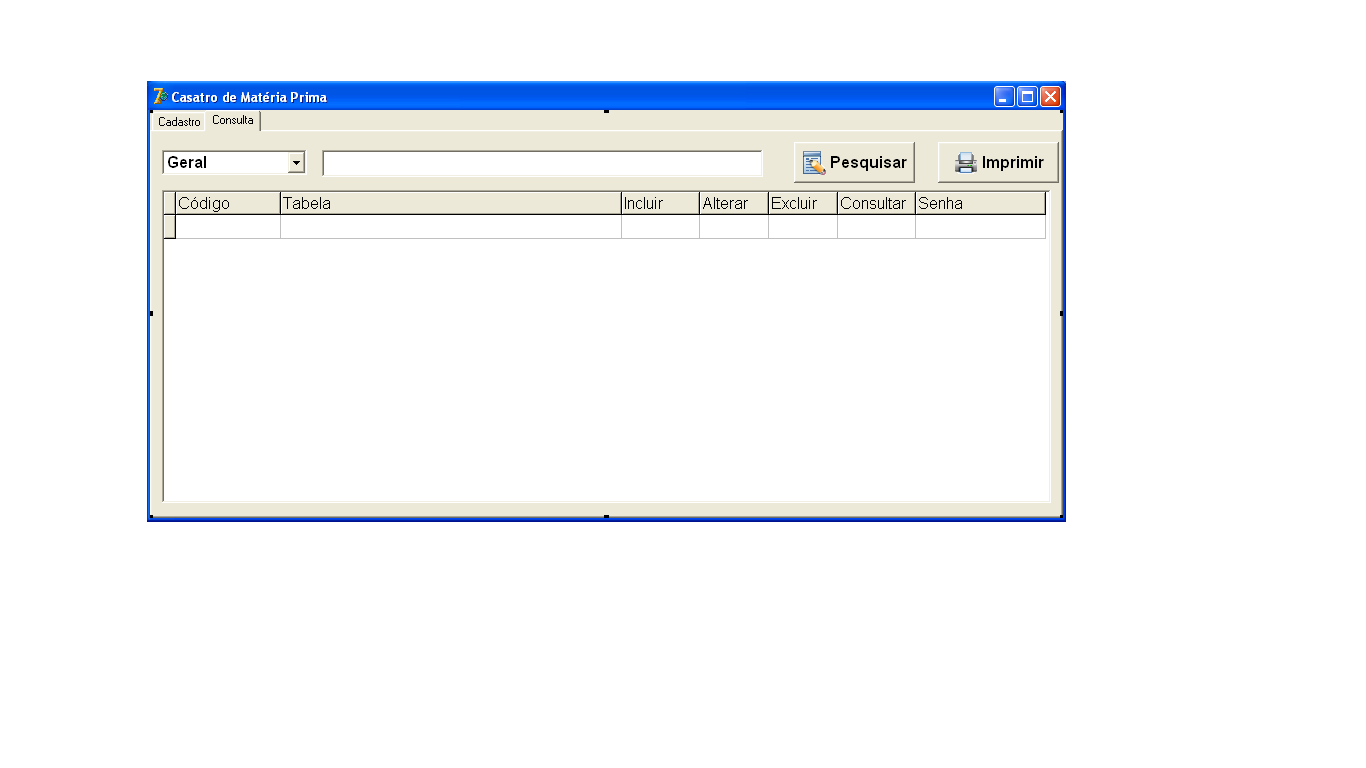 Casatro de Matéria Prima
Cadastro Consulta
Geral Pesquisar Imprimir
Código Tabela Incluir Alterar Excluir Consultar Senha